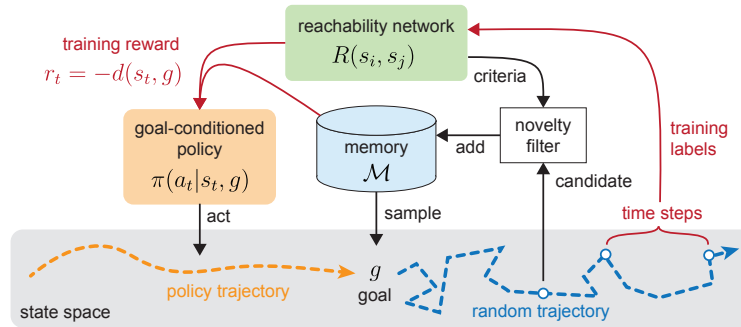 reachability network
R(s_i, s_j)
training reward
r_t = −d(s_t, g)
criteria
goal-conditioned
policy
π(a_t|s_t, g)
memory
M
add
novelty
filter
training
labels
candidate
act
sample
time steps
g
goal
policy trajectory
random trajectory
state space